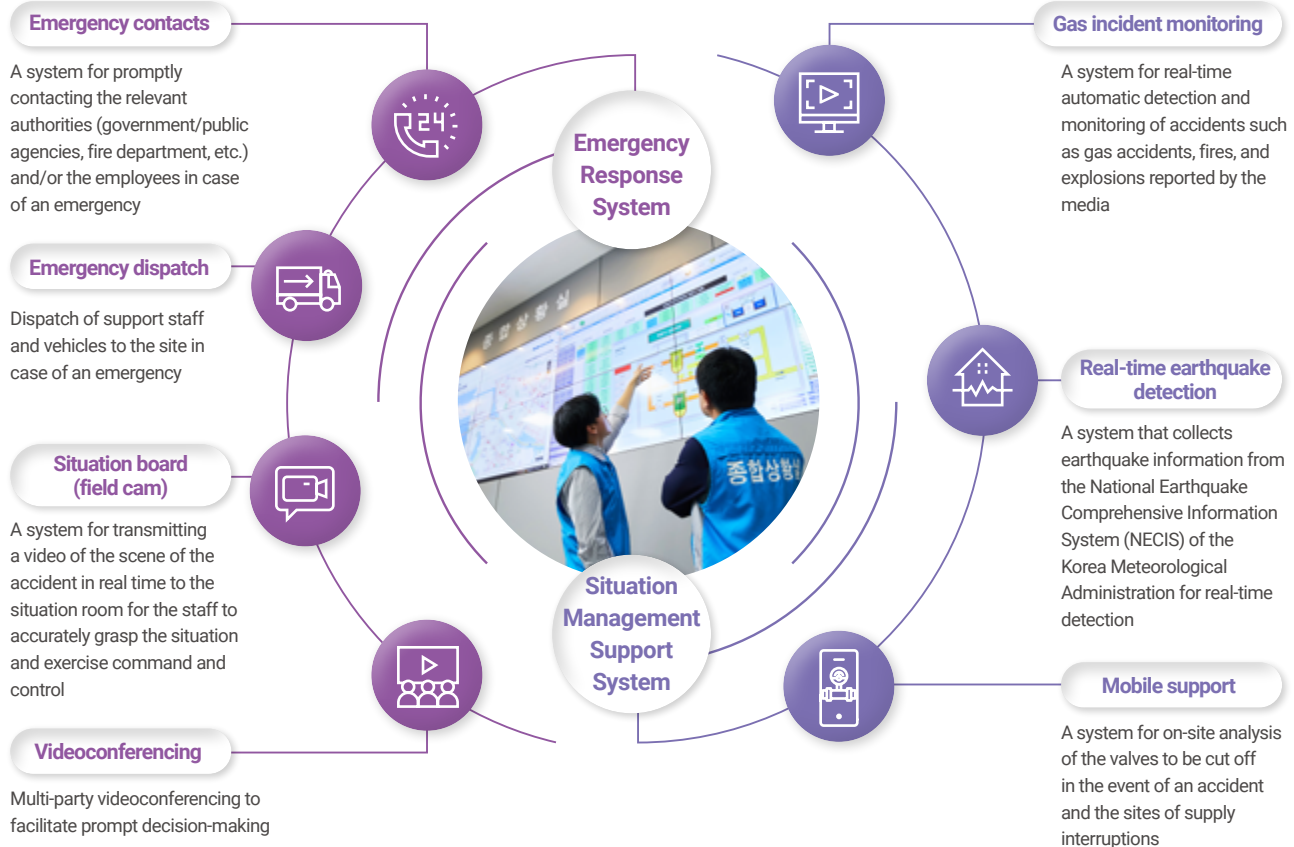 Emergency contacts
A system for promptly
contacting the relevant
authorities (government/public
agencies, fire department, etc.)
and/or the employees in case
of an emergency
Emergency dispatch
Dispatch of support staff
and vehicles to the site in
case of an emergency
Situation board
(field cam)
A system for transmitting
a video of the scene of the
accident in real time to the
situation room for the staff to
accurately grasp the situation
and exercise command and
control
Videoconferencing
Multi-party videoconferencing to
facilitate prompt decision-making
24
Emergency
Response
System
종합상황실
종합상황실
Situation
Management
Support
System
Gas incident monitoring
A system for real-time
automatic detection and
monitoring of accidents such
as gas accidents, fires, and
explosions reported by the
media
Real-time earthquake
detection
A system that collects
earthquake information from
the National Earthquake
Comprehensive Information
System (NECIS) of the
Korea Meteorological
Administration for real-time
detection
Mobile support
A system for on-site analysis
of the valves to be cut off
in the event of an accident
and the sites of supply
interruptions